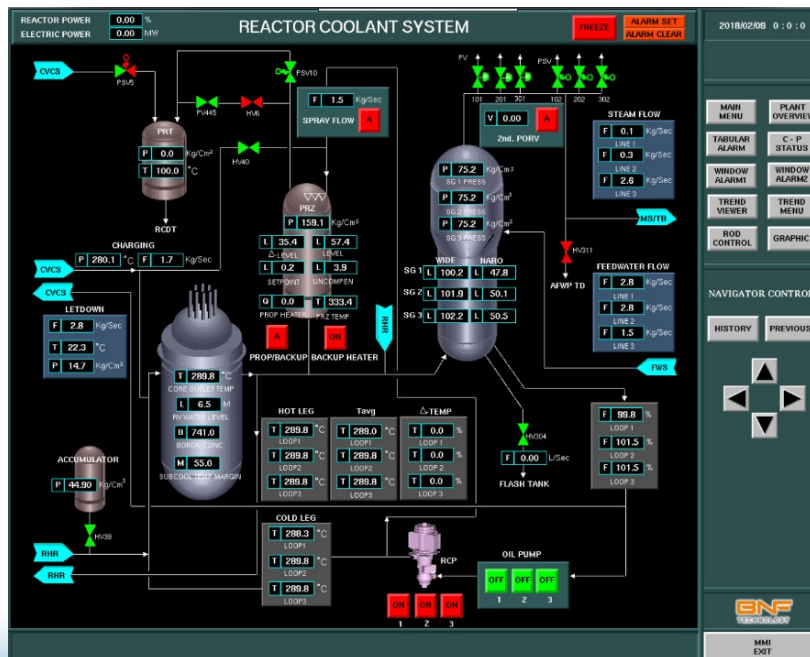 REACTOR POWER 0.00 %
ELECTRIC POWER 0.00 MW
REACTOR COOLANT SYSTEM
FREEZE
ALARM SET
ALARM CLEAR
2018/02/09 0 : 0 : 0
CVCS
PSV5
PSV10
PV445
HV6
HV40
F 1.5 Kg/Sec
SPRAY FLOW A
PV
101 201 301
PSV
102 202 302
V 0.00 A
2nd. PORV
STEAM FLOW
F 0.1 Kg/Sec
LINE 1
F 0.3 Kg/Sec
LINE 2
F 2.6 Kg/Sec
LINE 3
MS/TB
HV311
AFWP TD
PRT
P 0.0 Kg/Cm²
T 100.0 °C
RCDT
PRZ
P 159.1 Kg/Cm²
L 35.4 L 57.4
Δ-LEVEL LEVEL
L 0.2 L 3.9
SETPOINT UNCOMPEN
Q 0.0 T 333.4
PROP HEATER PRZ TEMP
A ON
PROP/BACKUP BACKUP HEATER
RHR
P 75.2 Kg/Cm²
SG 1 PRESS
P 75.2 Kg/Cm²
SG 2 PRESS
P 75.2 Kg/Cm²
SG 3 PRESS
WIDE NARO
SG 1 L 100.2 L 47.8
SG 2 L 101.9 L 50.1
SG 3 L 102.2 L 50.5
FEEDWATER FLOW
F 2.8 Kg/Sec
LINE 1
F 2.8 Kg/Sec
LINE 2
F 1.5 Kg/Sec
LINE 3
FWS
CHARGING
CVCS P 280.1 °C F 1.7 Kg/Sec
CVCS
LETDOWN
F 2.8 Kg/Sec
T 22.3 °C
P 14.7 Kg/Cm²
T 289.8 °C
CORE OUTLET TEMP
L 6.5 M
RV WATER LEVEL
B 741.0
BORON CONC
M 55.0
SUBCOOL TEMP MARGIN
ACCUMULATOR
P 44.90 Kg/Cm²
HV39
RHR
RHR
HOT LEG
T 289.8 °C
LOOP1
T 289.8 °C
LOOP2
T 289.8 °C
LOOP3
Tavg
T 289.0 °C
LOOP1
T 289.8 °C
LOOP2
T 289.8 °C
LOOP3
Δ-TEMP
T 0.0 %
LOOP 1
T 0.0 %
LOOP 2
T 0.0 %
LOOP 3
HV304
F 0.00 L/Sec
FLASH TANK
F 99.8 %
LOOP 1
F 101.5 %
LOOP 2
F 101.5 %
LOOP 3
COLD LEG
T 288.3 °C
LOOP1
T 289.8 °C
LOOP2
T 289.8 °C
LOOP3
RCP
ON ON ON
1 2 3
OIL PUMP
OFF OFF OFF
1 2 3
MAIN MENU
PLANT OVERVIEW
TABULAR ALARM
C - P STATUS
WINDOW ALARM1
WINDOW ALARM2
TREND VIEWER
TREND MENU
ROD CONTROL
GRAPHIC
NAVIGATOR CONTROL
HISTORY PREVIOUS
BNF
TECHNOLOGY
MMI
EXIT